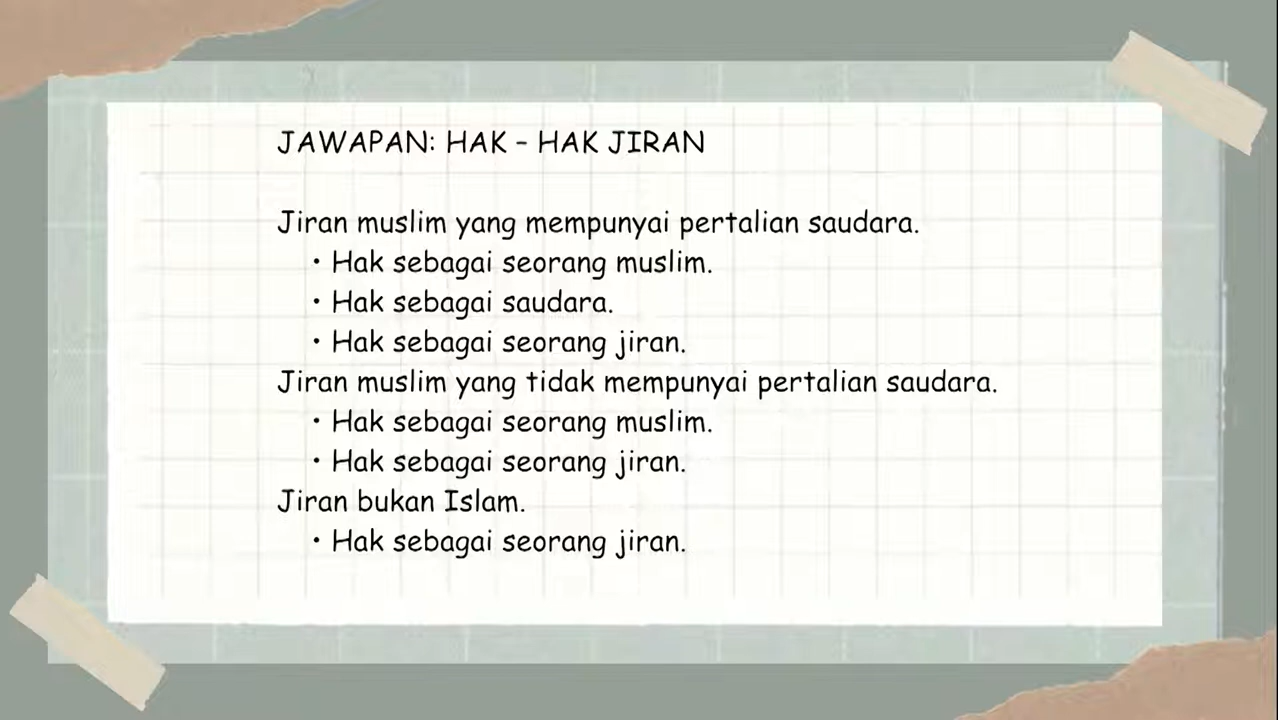 JAWAPAN: HAK - HAK JIRAN
Jiran muslim yang mempunyai pertalian saudara.
• Hak sebagai seorang muslim.
• Hak sebagai saudara.
• Hak sebagai seorang jiran.
Jiran muslim yang tidak mempunyai pertalian saudara.
• Hak sebagai seorang muslim.
• Hak sebagai seorang jiran.
Jiran bukan Islam.
• Hak sebagai seorang jiran.